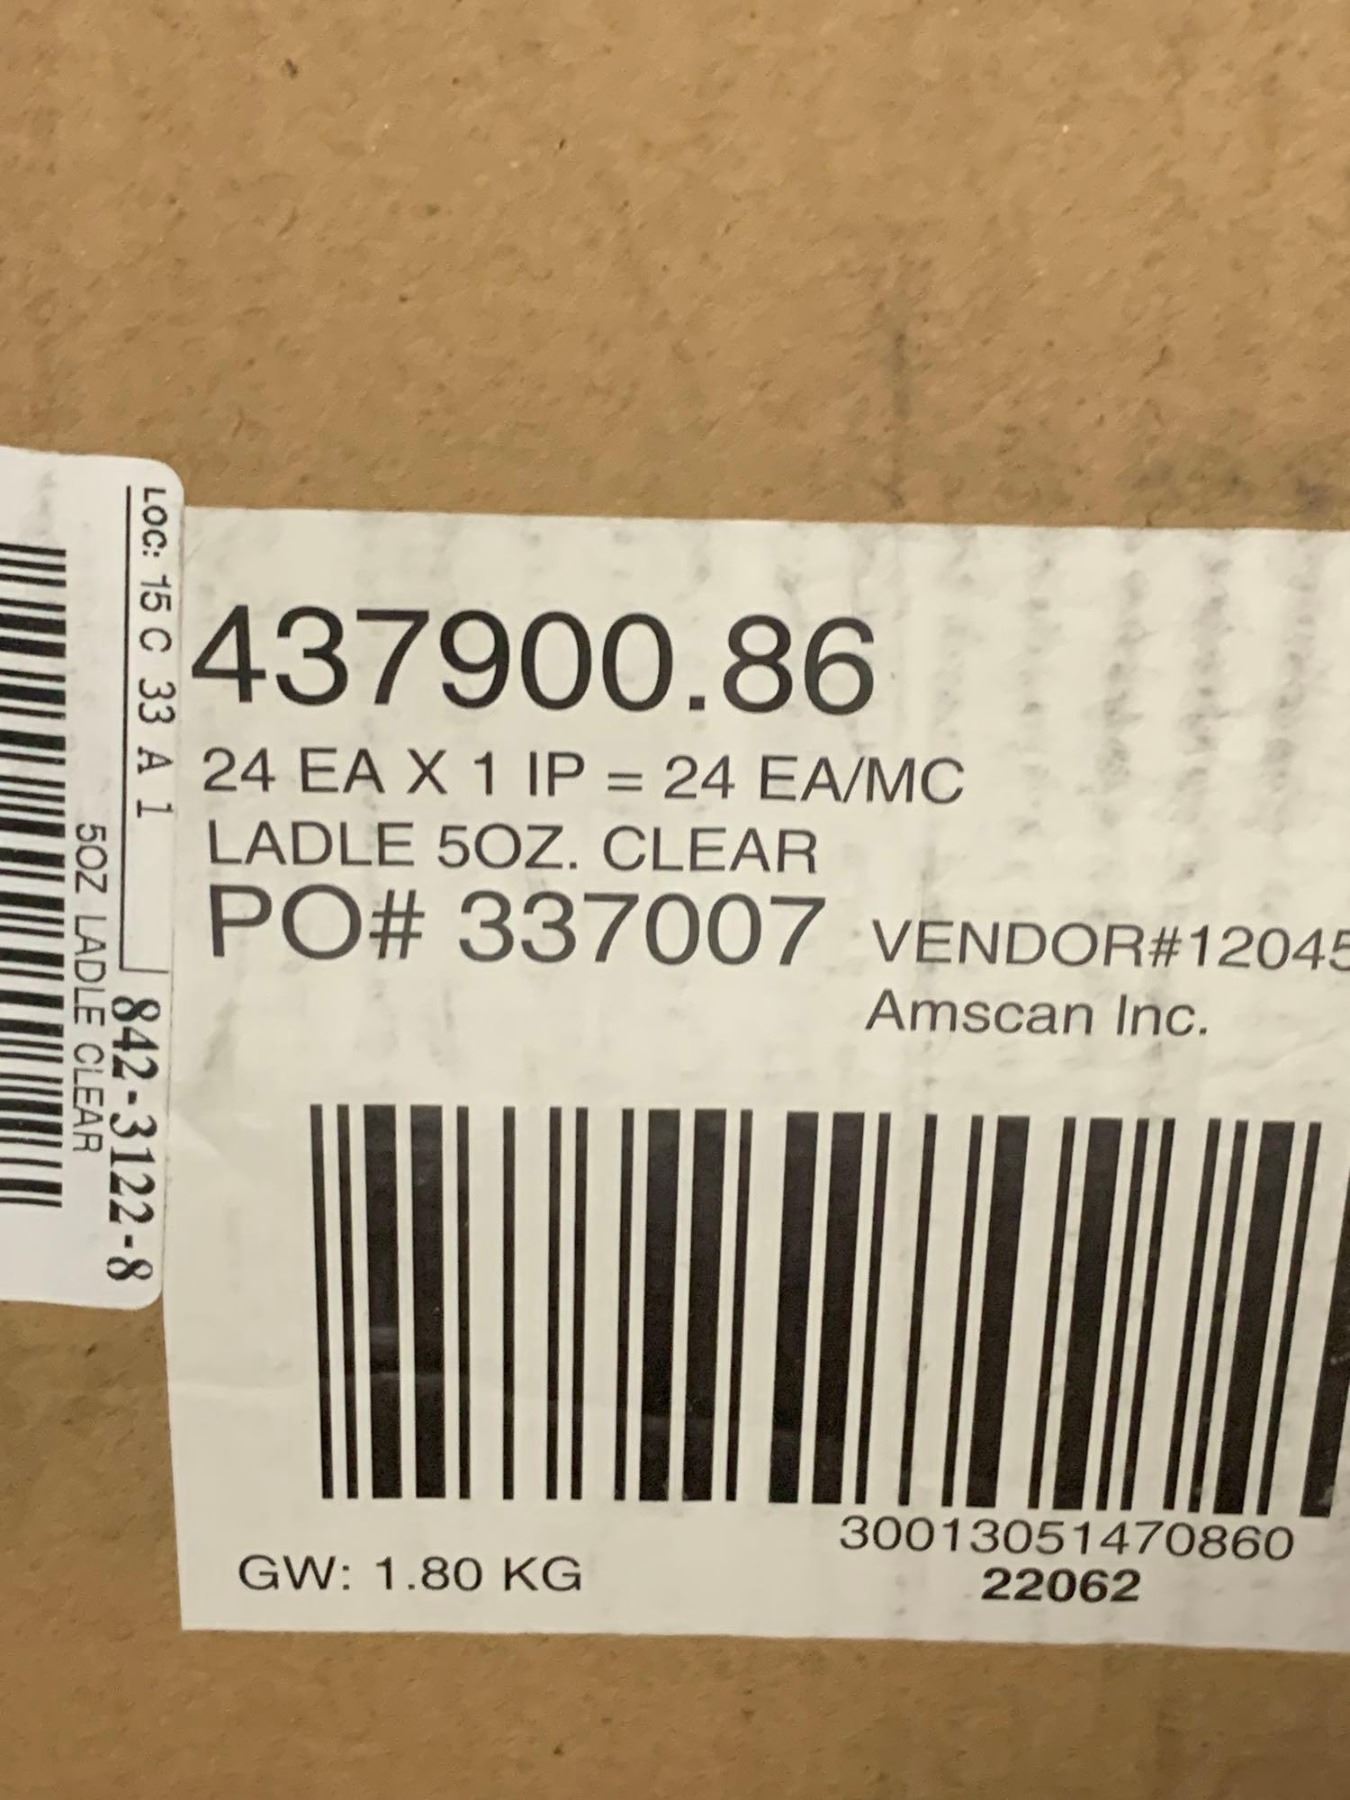 LOC: 15 C 33 A 1
842-3122-8
5OZ LADLE CLEAR
437900.86
24 EA X 1 IP = 24 EA/MC
LADLE 5OZ. CLEAR
PO# 337007 VENDOR#12045
Amscan Inc.
30013051470860
GW: 1.80 KG
22062